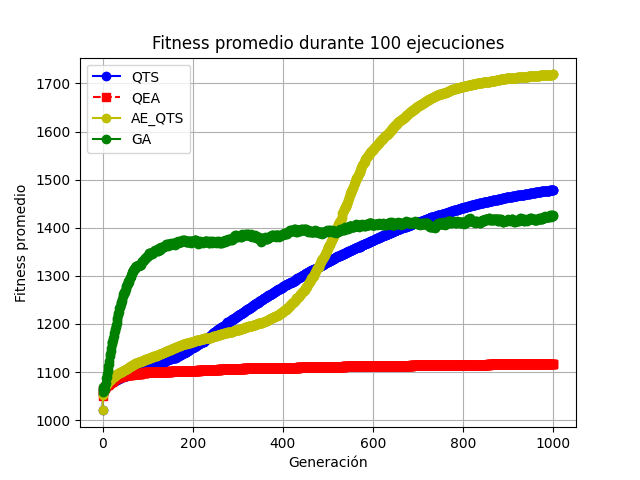 Fitness promedio durante 100 ejecuciones
QTS
QEA
AE_QTS
GA
Fitness promedio
1700
1600
1500
1400
1300
1200
1100
1000
0 200 400 600 800 1000
Generación